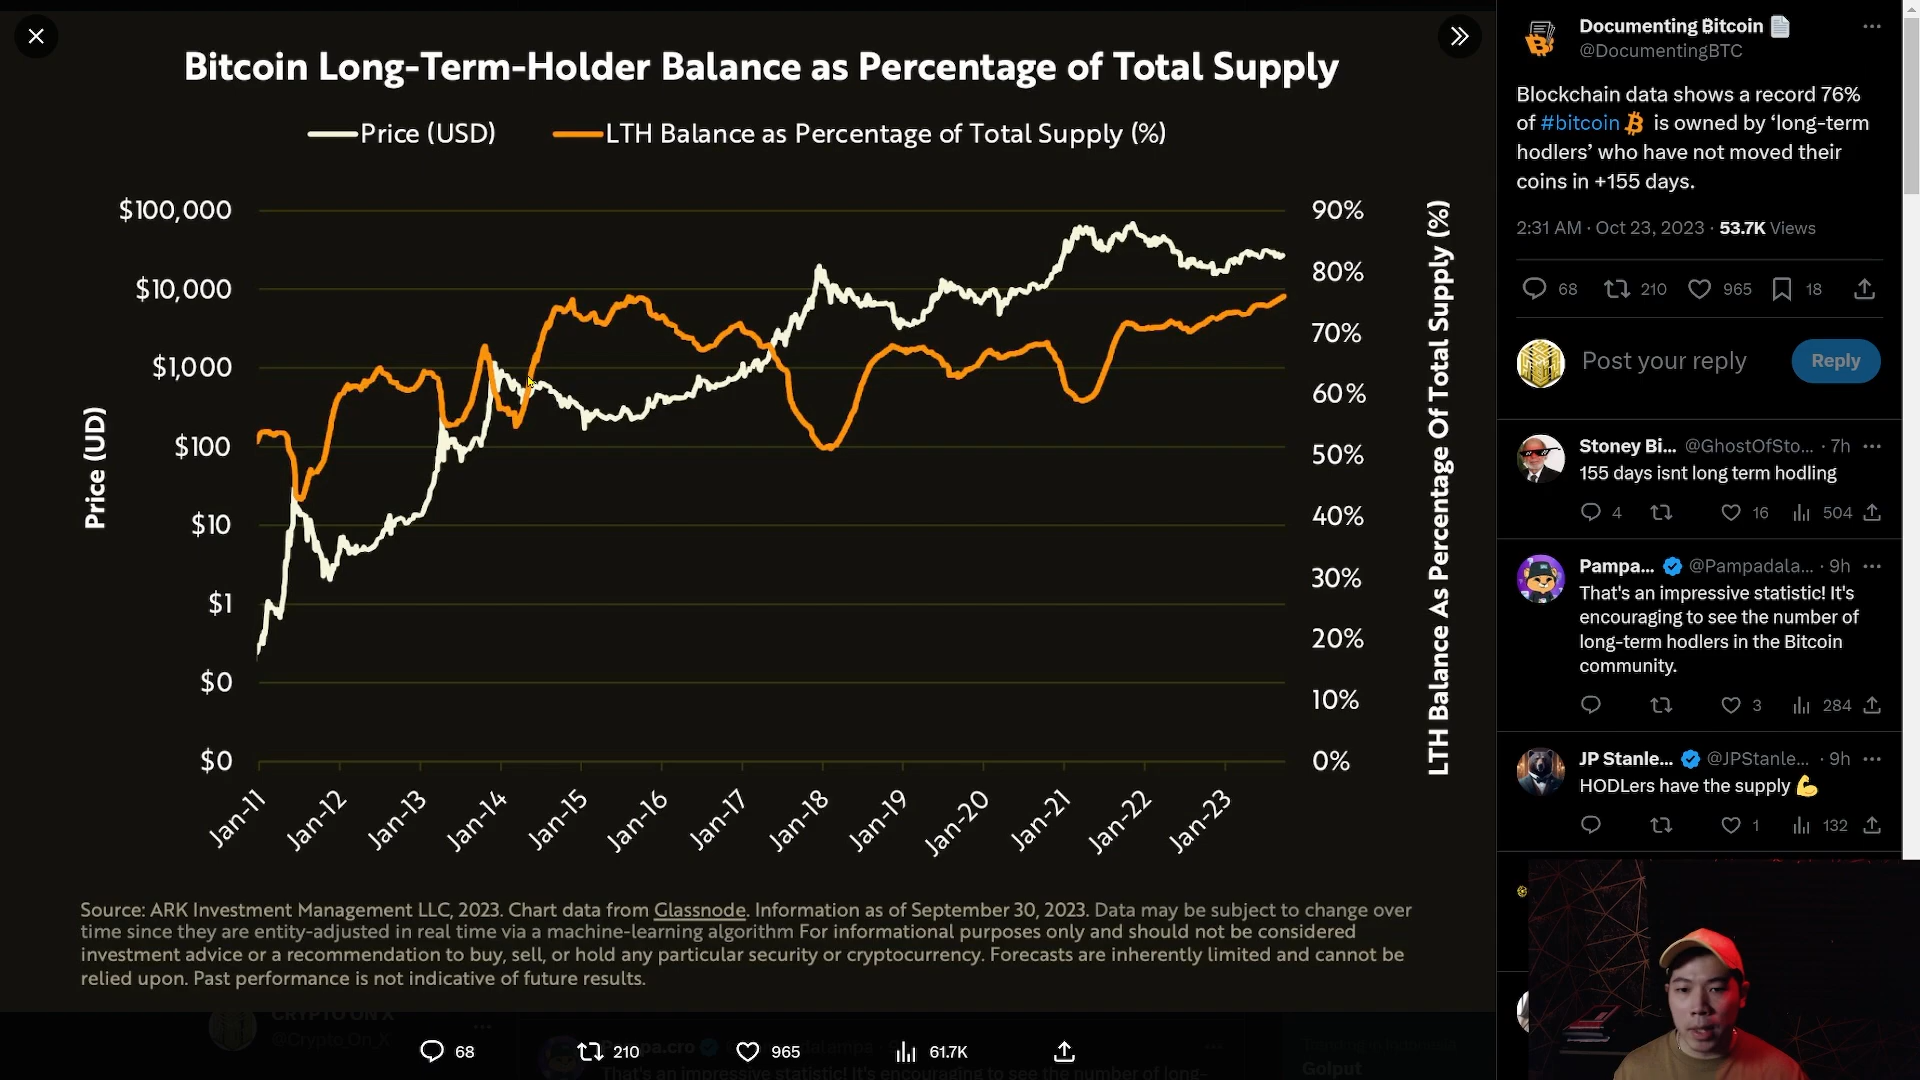 Bitcoin Long-Term-Holder Balance as Percentage of Total Supply
Price (USD)
LTH Balance as Percentage of Total Supply (%)
$100,000
$10,000
$1,000
$100
$10
$1
$0
$0
Price (UD)
90%
80%
70%
60%
50%
40%
30%
20%
10%
0%
LTH Balance As Percentage Of Total Supply (%)
Jan-11
Jan-12
Jan-13
Jan-14
Jan-15
Jan-16
Jan-17
Jan-18
Jan-19
Jan-20
Jan-21
Jan-22
Jan-23
Source: ARK Investment Management LLC, 2023. Chart data from Glassnode. Information as of September 30, 2023. Data may be subject to change over
time since they are entity-adjusted in real time via a machine-learning algorithm For informational purposes only and should not be considered
investment advice or a recommendation to buy, sell, or hold any particular security or cryptocurrency. Forecasts are inherently limited and cannot be
relied upon. Past performance is not indicative of future results.
CRYPTO ON X
@Crypto_On_X
68
210
965
61.7K
Golput
Documenting ₿itcoin 📄
@DocumentingBTC
Blockchain data shows a record 76%
of #bitcoin is owned by ‘long-term
hodlers’ who have not moved their
coins in +155 days.
2:31 AM · Oct 23, 2023 · 53.7K Views
68
210
965
18
Post your reply
Reply
Stoney Bi... @GhostOfSto... · 7h
155 days isnt long term hodling
4
16
504
Pampa... @Pampadala... · 9h
That's an impressive statistic! It's
encouraging to see the number of
long-term hodlers in the Bitcoin
community.
3
284
JP Stanle... @JPStanle... · 9h
HODLers have the supply 💪
1
132